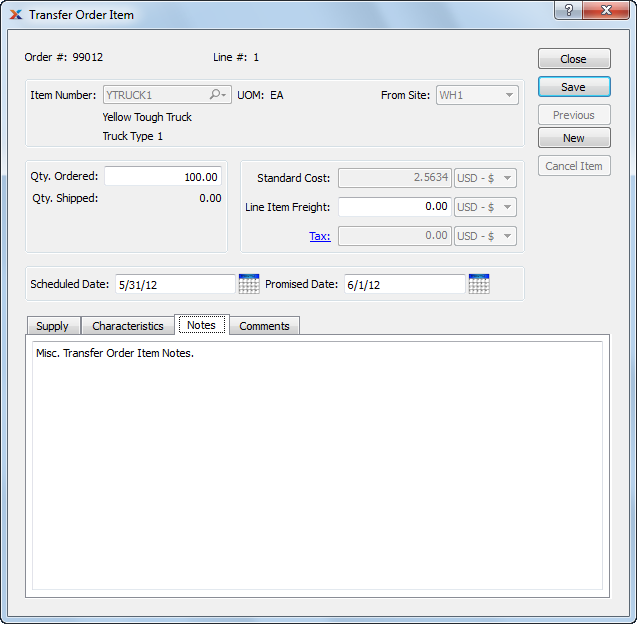 Transfer Order Item
?
Order #: 99012 Line #: 1
Close
Save
Previous
New
Cancel Item
Item Number: YTRUCK1 UOM: EA From Site: WH1
Yellow Tough Truck
Truck Type 1
Qty. Ordered: 100.00
Qty. Shipped: 0.00
Standard Cost: 2.5634 USD - $
Line Item Freight: 0.00 USD - $
Tax: 0.00 USD - $
Scheduled Date: 5/31/12 Promised Date: 6/1/12
Supply Characteristics Notes Comments
Misc. Transfer Order Item Notes.